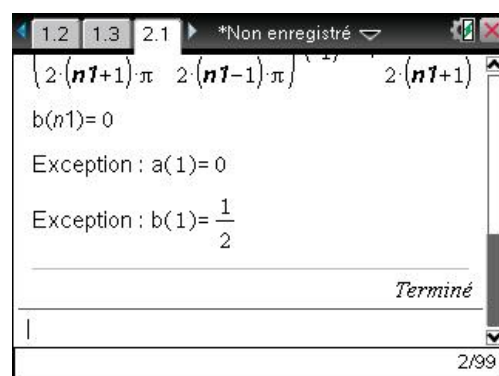 1.2 1.3 2.1 *Non enregistré
2·(n1+1)·π 2·(n1−1)·π 2·(n1+1)
b(n1)= 0
Exception : a(1)= 0
Exception : b(1)= 1/2
Terminé
2/99